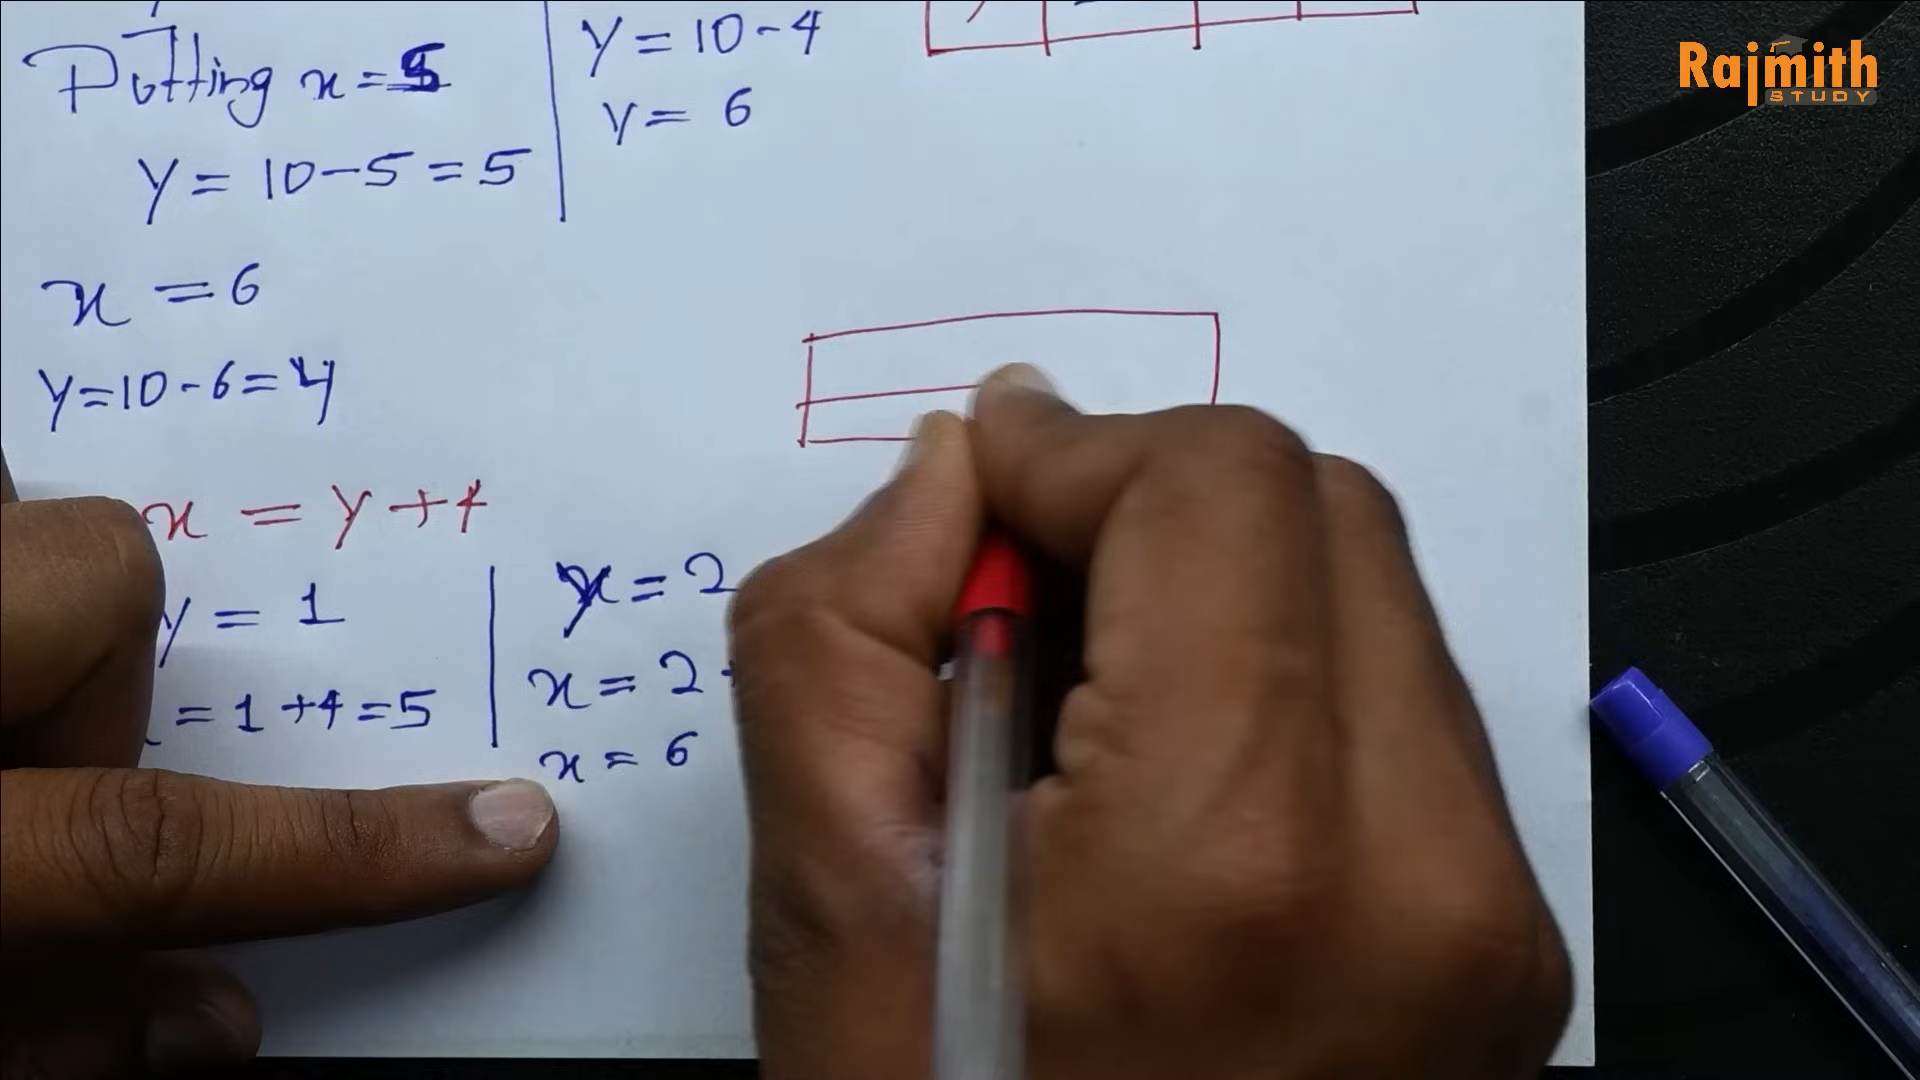 Putting x = 5
y = 10 - 5 = 5
y = 10 - 4
y = 6
x = 6
y = 10 - 6 = 4
x = y + 4
y = 1
= 1 + 4 = 5
y = 2
x = 2 +
x = 6
Rajmith
STUDY